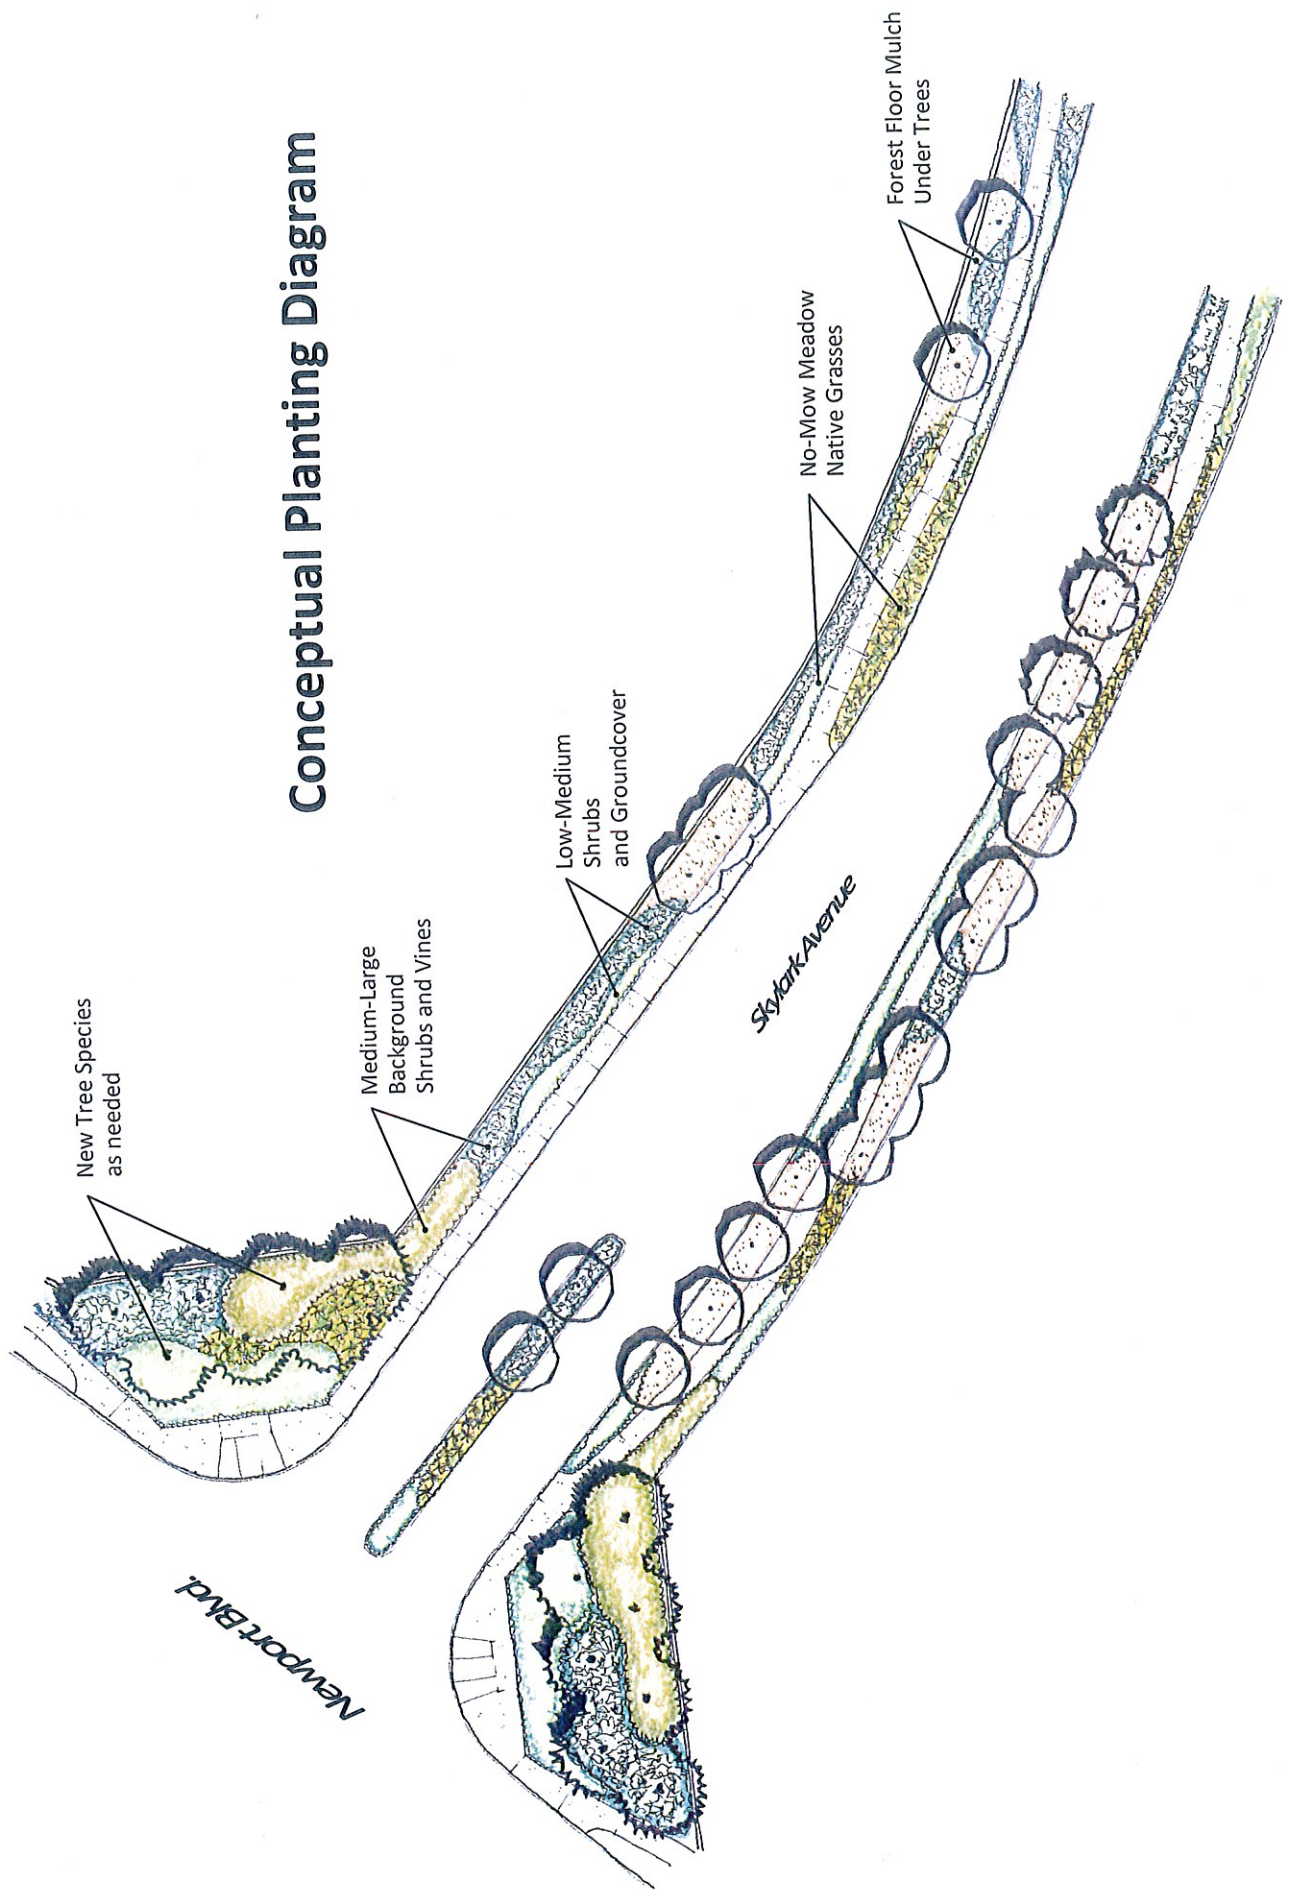 Conceptual Planting Diagram
New Tree Species
as needed
Medium-Large
Background
Shrubs and Vines
Low-Medium
Shrubs
and Groundcover
No-Mow Meadow
Native Grasses
Forest Floor Mulch
Under Trees
Newport Blvd.
Skylark Avenue